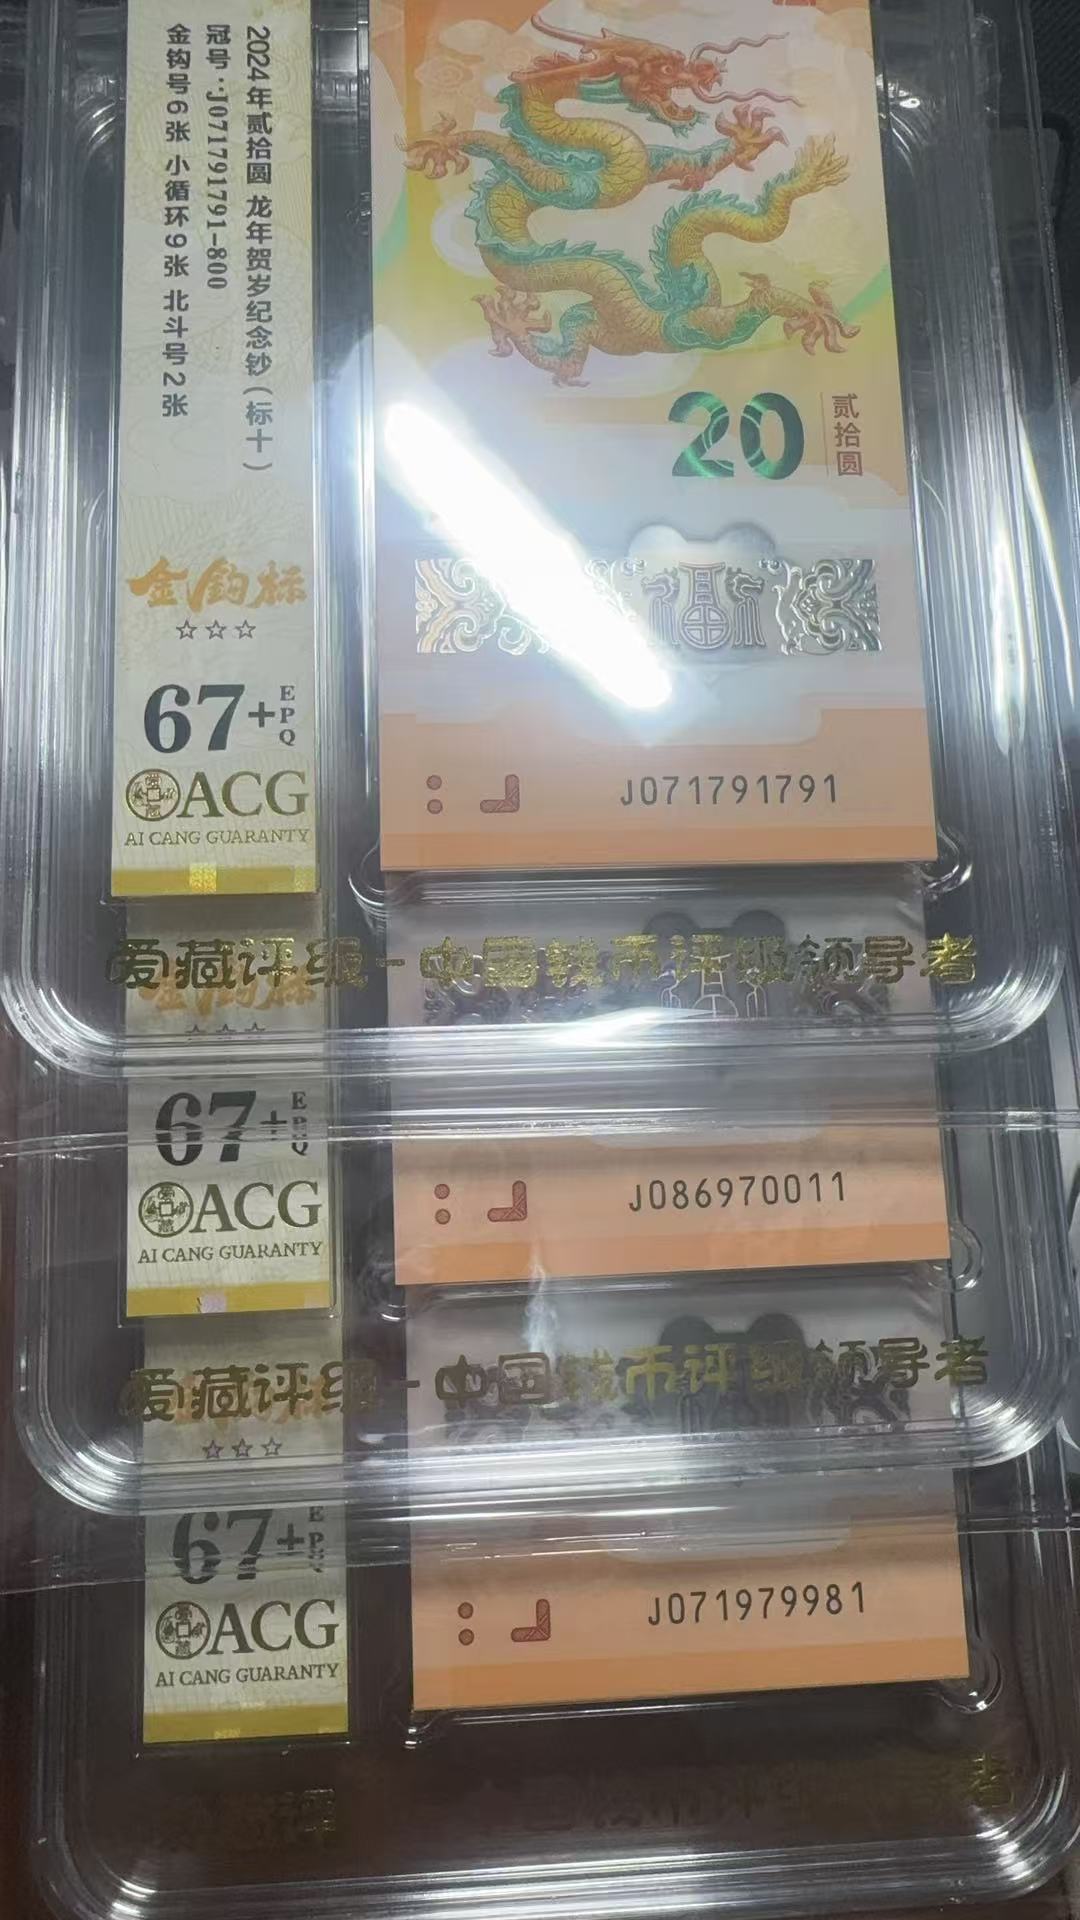 2024年贰拾圆 龙年贺岁纪念钞(标十)
冠号:J071791791-800
金钩号6张 小循环9张 北斗号2张
金钩标
☆☆☆
67+EPQ
ACG
AI CANG GUARANTY
20
贰拾圆
福
J071791791
爱藏评级-中国钱币评级领导者
金钩标
☆☆☆
67+EPQ
ACG
AI CANG GUARANTY
J086970011
爱藏评级-中国钱币评级领导者
☆☆☆
67+EPQ
ACG
AI CANG GUARANTY
J071979981